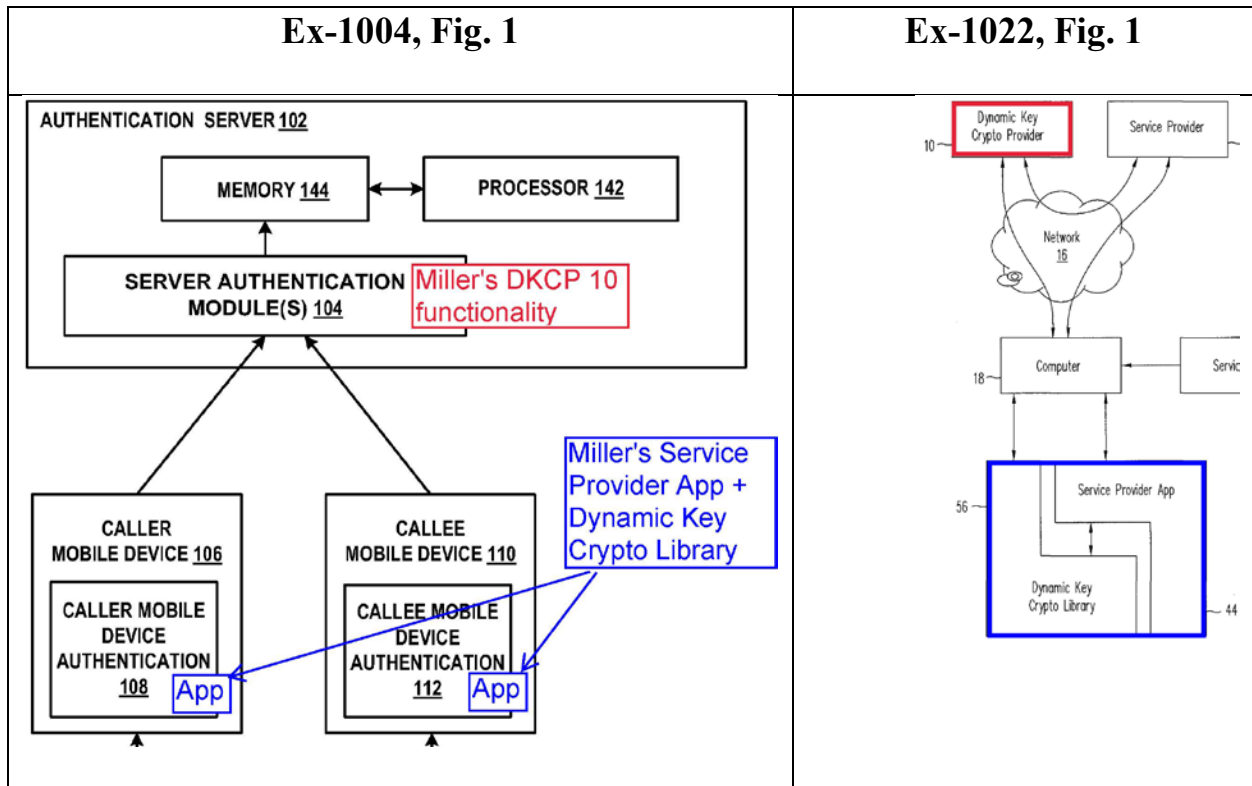 Ex-1004, Fig. 1
AUTHENTICATION SERVER 102
MEMORY 144
PROCESSOR 142
SERVER AUTHENTICATION
MODULE(S) 104
Miller's DKCP 10
functionality
Miller's Service
Provider App +
Dynamic Key
Crypto Library
CALLER
MOBILE DEVICE 106
CALLER MOBILE
DEVICE
AUTHENTICATION
108
App
CALLEE
MOBILE DEVICE 110
CALLEE MOBILE
DEVICE
AUTHENTICATION
112
App
Ex-1022, Fig. 1
Dynamic Key
Crypto Provider
10
Service Provider
Network
16
Computer
18
56
Service Provider App
Dynamic Key
Crypto Library
44